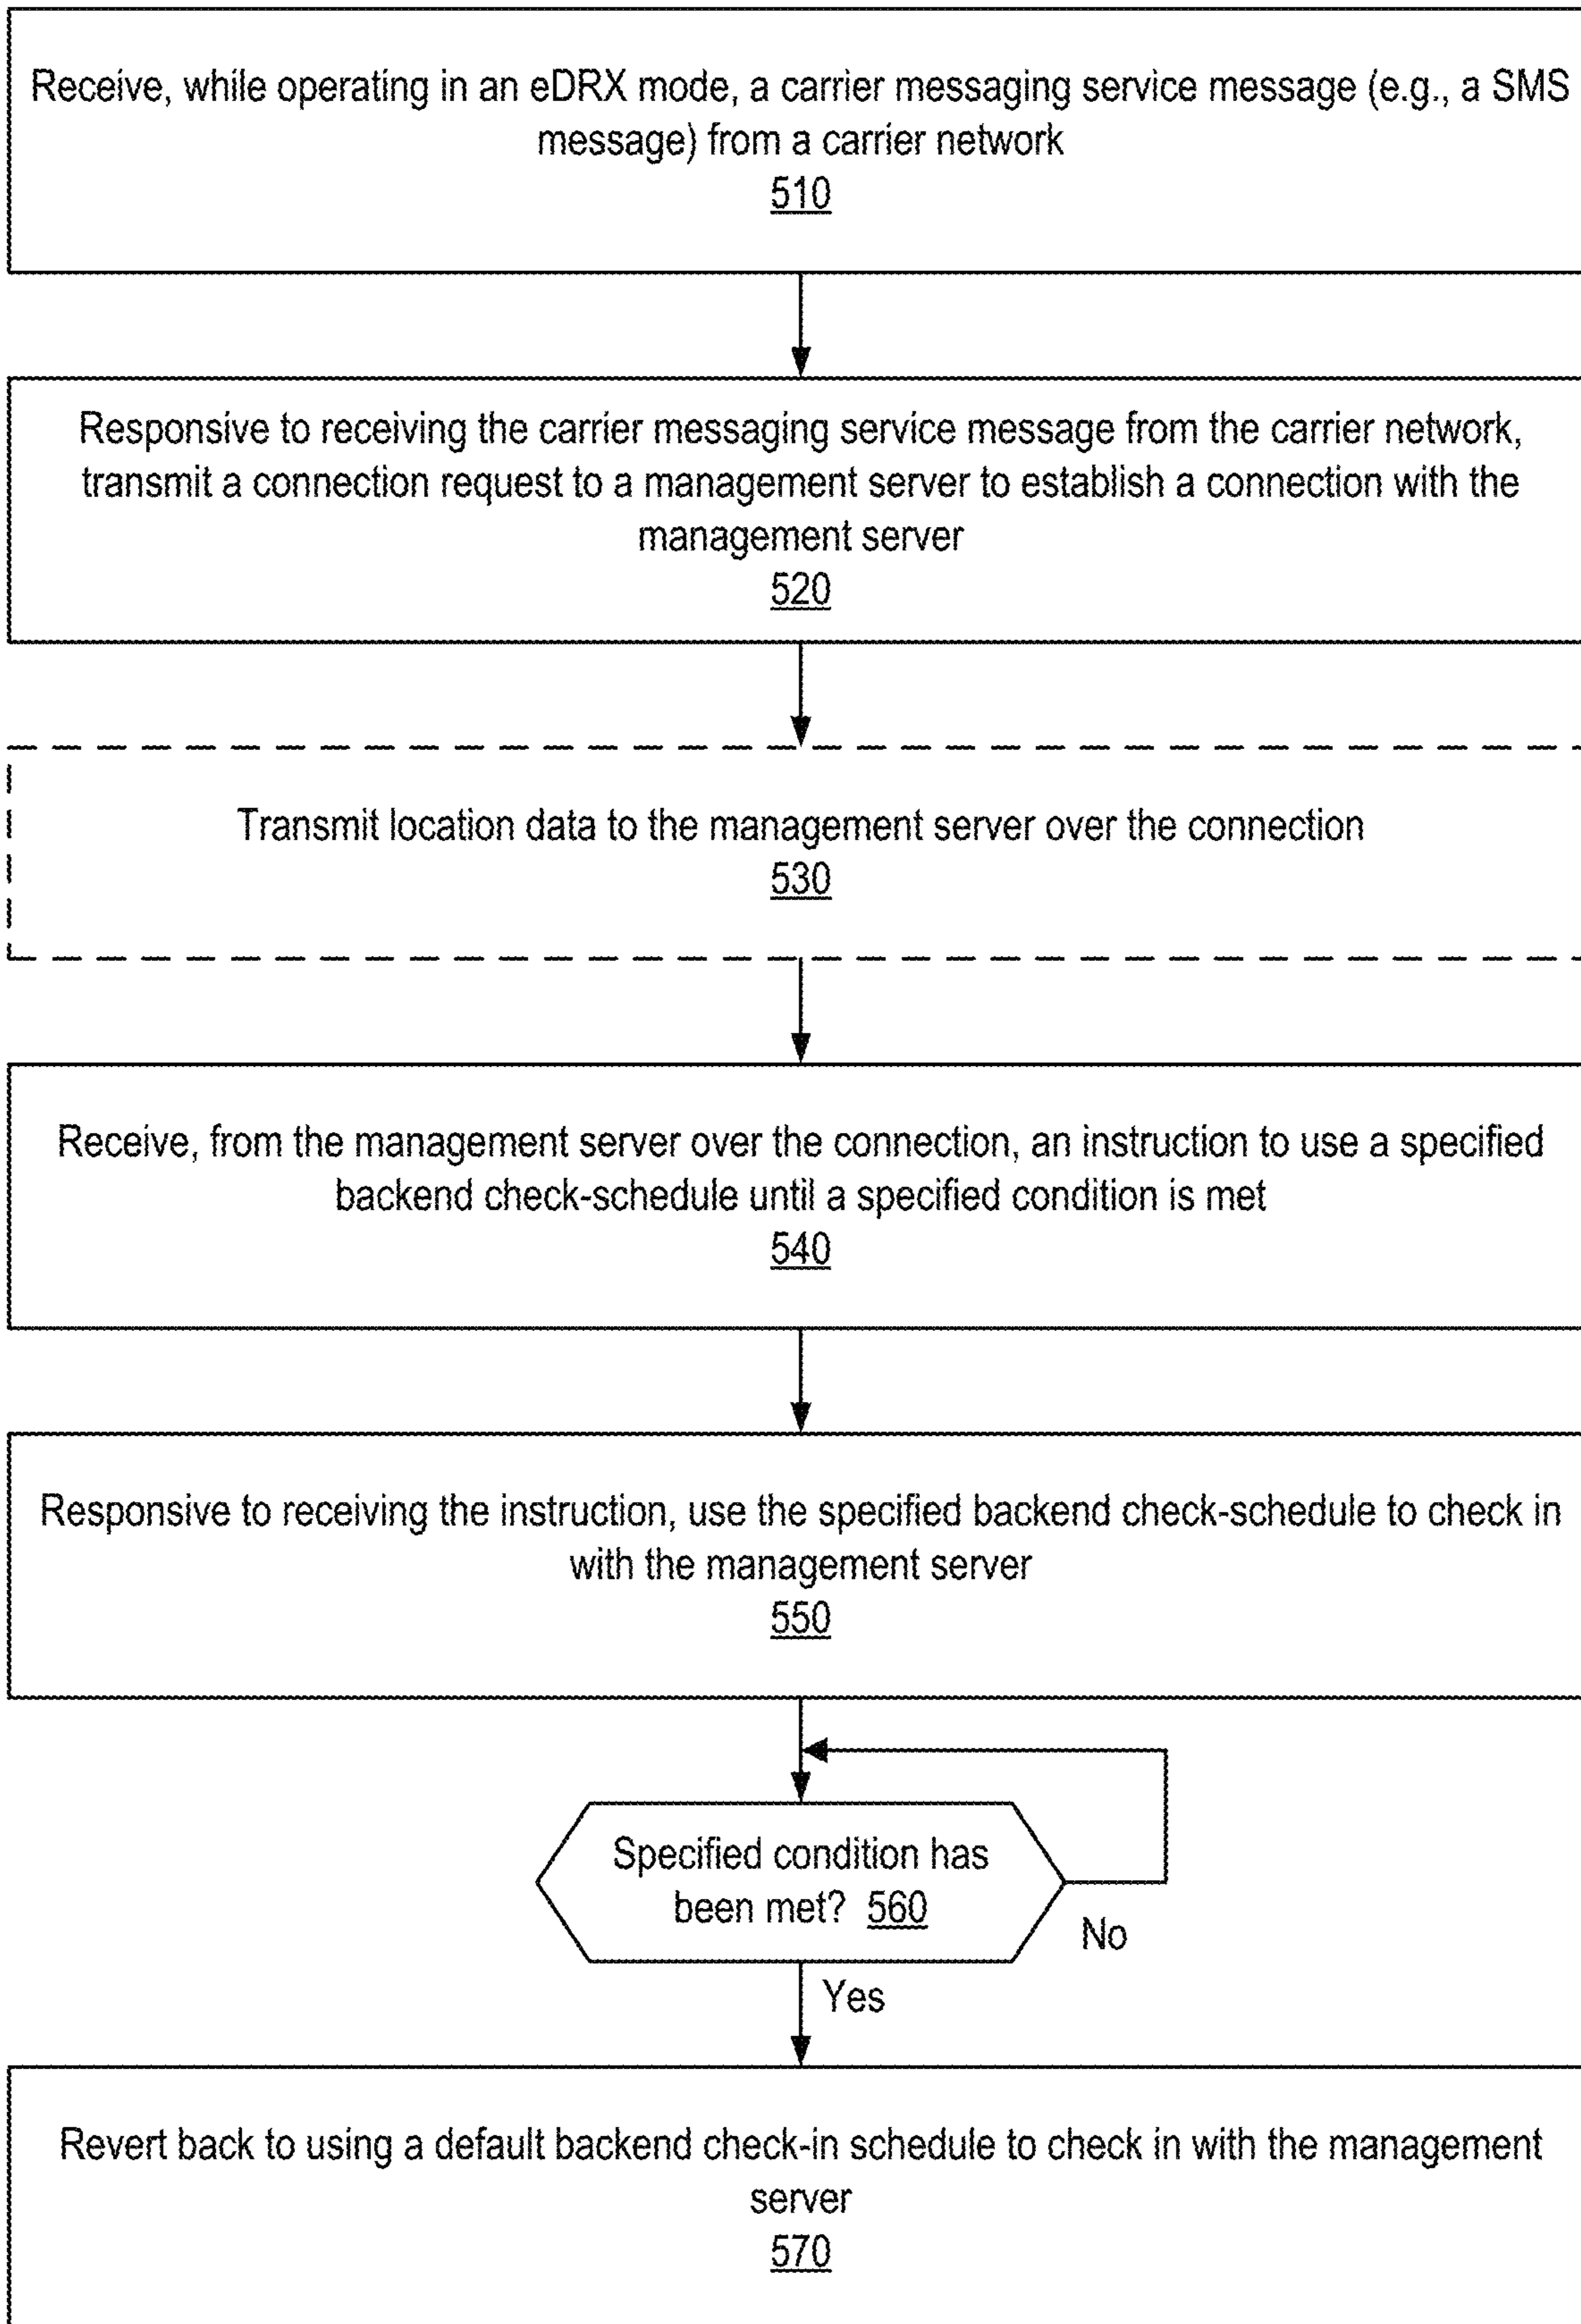 Receive, while operating in an eDRX mode, a carrier messaging service message (e.g., a SMS
message) from a carrier network
510
Responsive to receiving the carrier messaging service message from the carrier network,
transmit a connection request to a management server to establish a connection with the
management server
520
Transmit location data to the management server over the connection
530
Receive, from the management server over the connection, an instruction to use a specified
backend check-schedule until a specified condition is met
540
Responsive to receiving the instruction, use the specified backend check-schedule to check in
with the management server
550
Specified condition has
been met? 560
No
Yes
Revert back to using a default backend check-in schedule to check in with the management
server
570